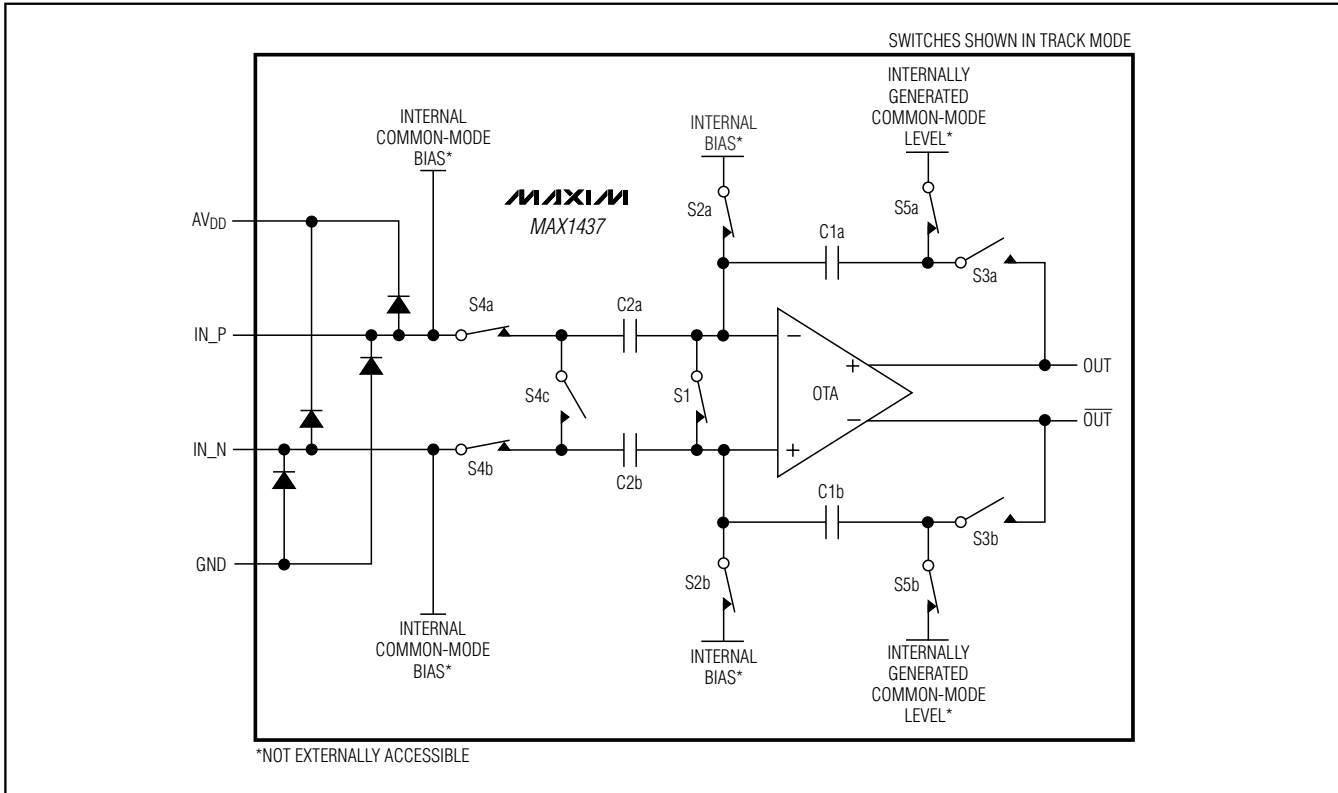 SWITCHES SHOWN IN TRACK MODE
INTERNALLY
GENERATED
COMMON-MODE
LEVEL*
INTERNAL
COMMON-MODE
BIAS*
INTERNAL
BIAS*
MAXIM
MAX1437
AVDD
S2a
S5a
C1a
S3a
S4a
C2a
IN_P
−
+
OUT
S4c
S1
OTA
−
OUT
IN_N
+
S4b
C2b
C1b
S3b
GND
S2b
S5b
INTERNAL
COMMON-MODE
BIAS*
INTERNAL
BIAS*
INTERNALLY
GENERATED
COMMON-MODE
LEVEL*
*NOT EXTERNALLY ACCESSIBLE